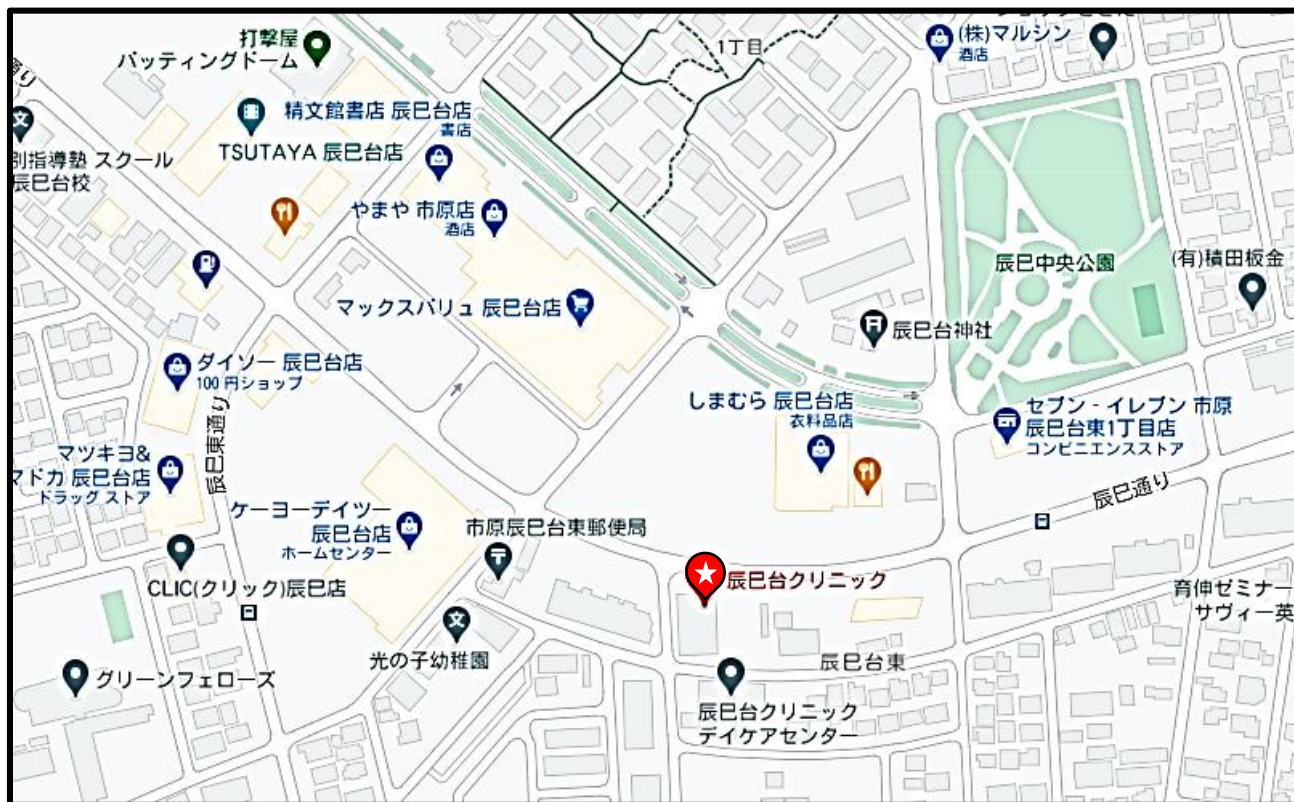 打撃屋
バッティングドーム
辰巳通り
1丁目
(株)マルシン
酒店
精文館書店 辰巳台店
書店
TSUTAYA 辰巳台店
別指導塾 スクール
辰巳台校
やまや 市原店
酒店
辰巳中央公園
(有)積田板金
マックスバリュ 辰巳台店
辰巳台神社
ダイソー 辰巳台店
100 円ショップ
しまむら 辰巳台店
衣料品店
セブン - イレブン 市原
辰巳台東1丁目店
コンビニエンスストア
辰巳東通り
マツキヨ&
マドカ 辰巳台店
ドラッグ ストア
辰巳通り
ケーヨーデイツー
辰巳台店
ホームセンター
市原辰巳台東郵便局
辰巳台クリニック
CLIC(クリック)辰巳店
育伸ゼミナー
サヴィー英
光の子幼稚園
辰巳台東
グリーンフェローズ
辰巳台クリニック
デイケアセンター